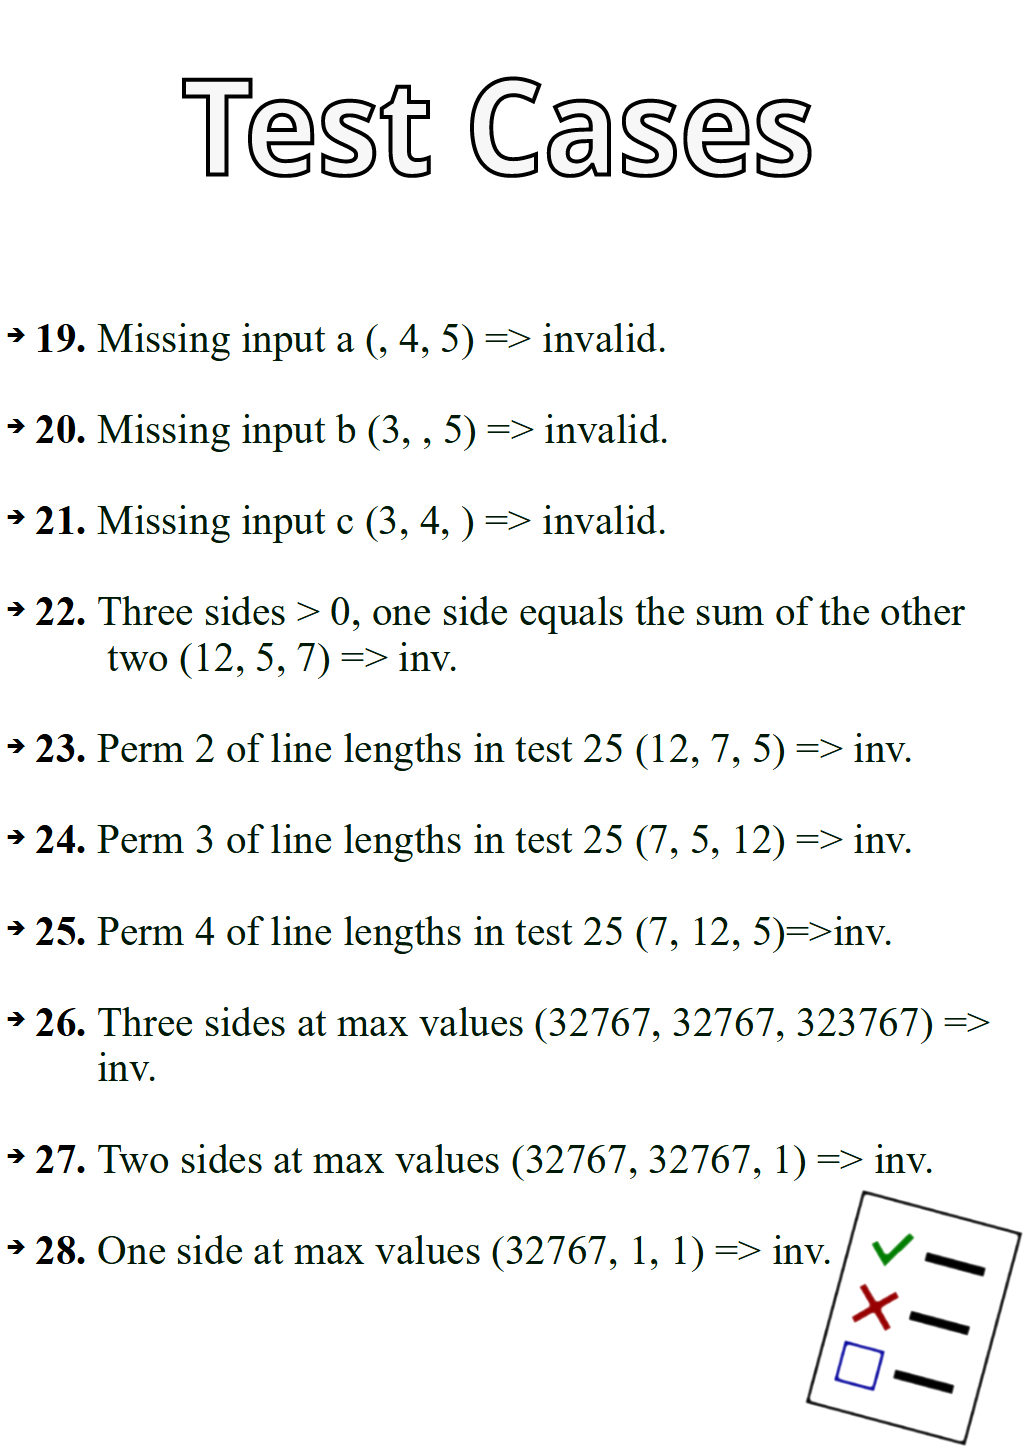 Test Cases
➔ 19. Missing input a (, 4, 5) => invalid.
➔ 20. Missing input b (3, , 5) => invalid.
➔ 21. Missing input c (3, 4, ) => invalid.
➔ 22. Three sides > 0, one side equals the sum of the other
two (12, 5, 7) => inv.
➔ 23. Perm 2 of line lengths in test 25 (12, 7, 5) => inv.
➔ 24. Perm 3 of line lengths in test 25 (7, 5, 12) => inv.
➔ 25. Perm 4 of line lengths in test 25 (7, 12, 5)=>inv.
➔ 26. Three sides at max values (32767, 32767, 323767) =>
inv.
➔ 27. Two sides at max values (32767, 32767, 1) => inv.
➔ 28. One side at max values (32767, 1, 1) => inv.